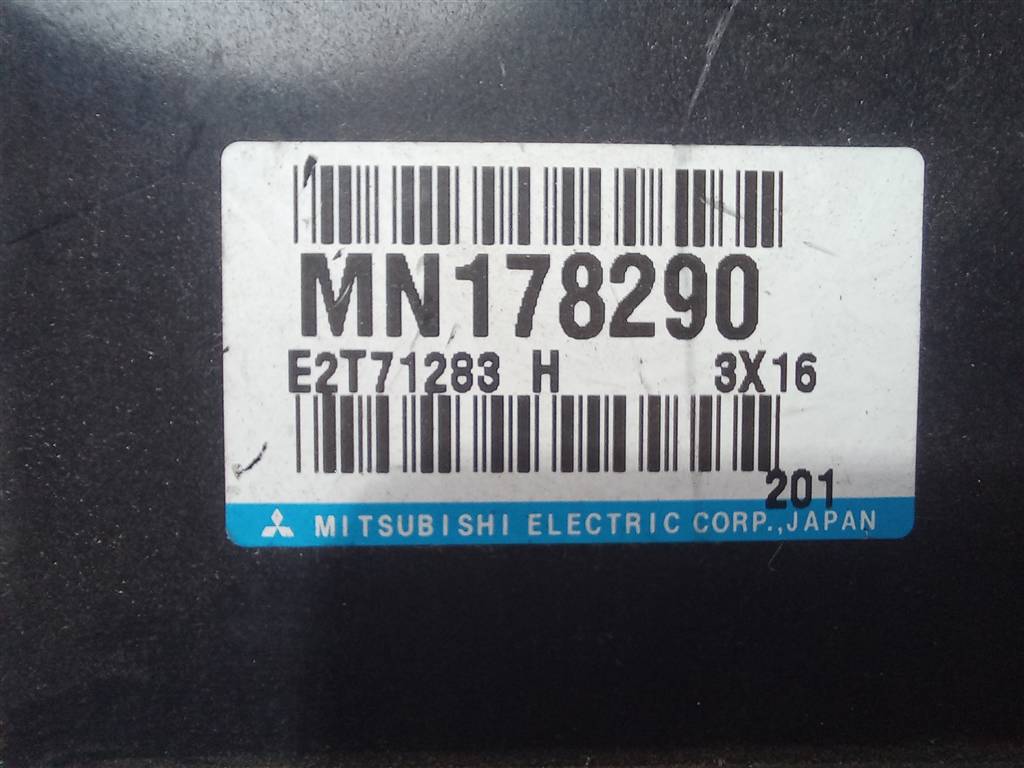 MN178290
E2T71283 H 3X16
201
MITSUBISHI ELECTRIC CORP.,JAPAN